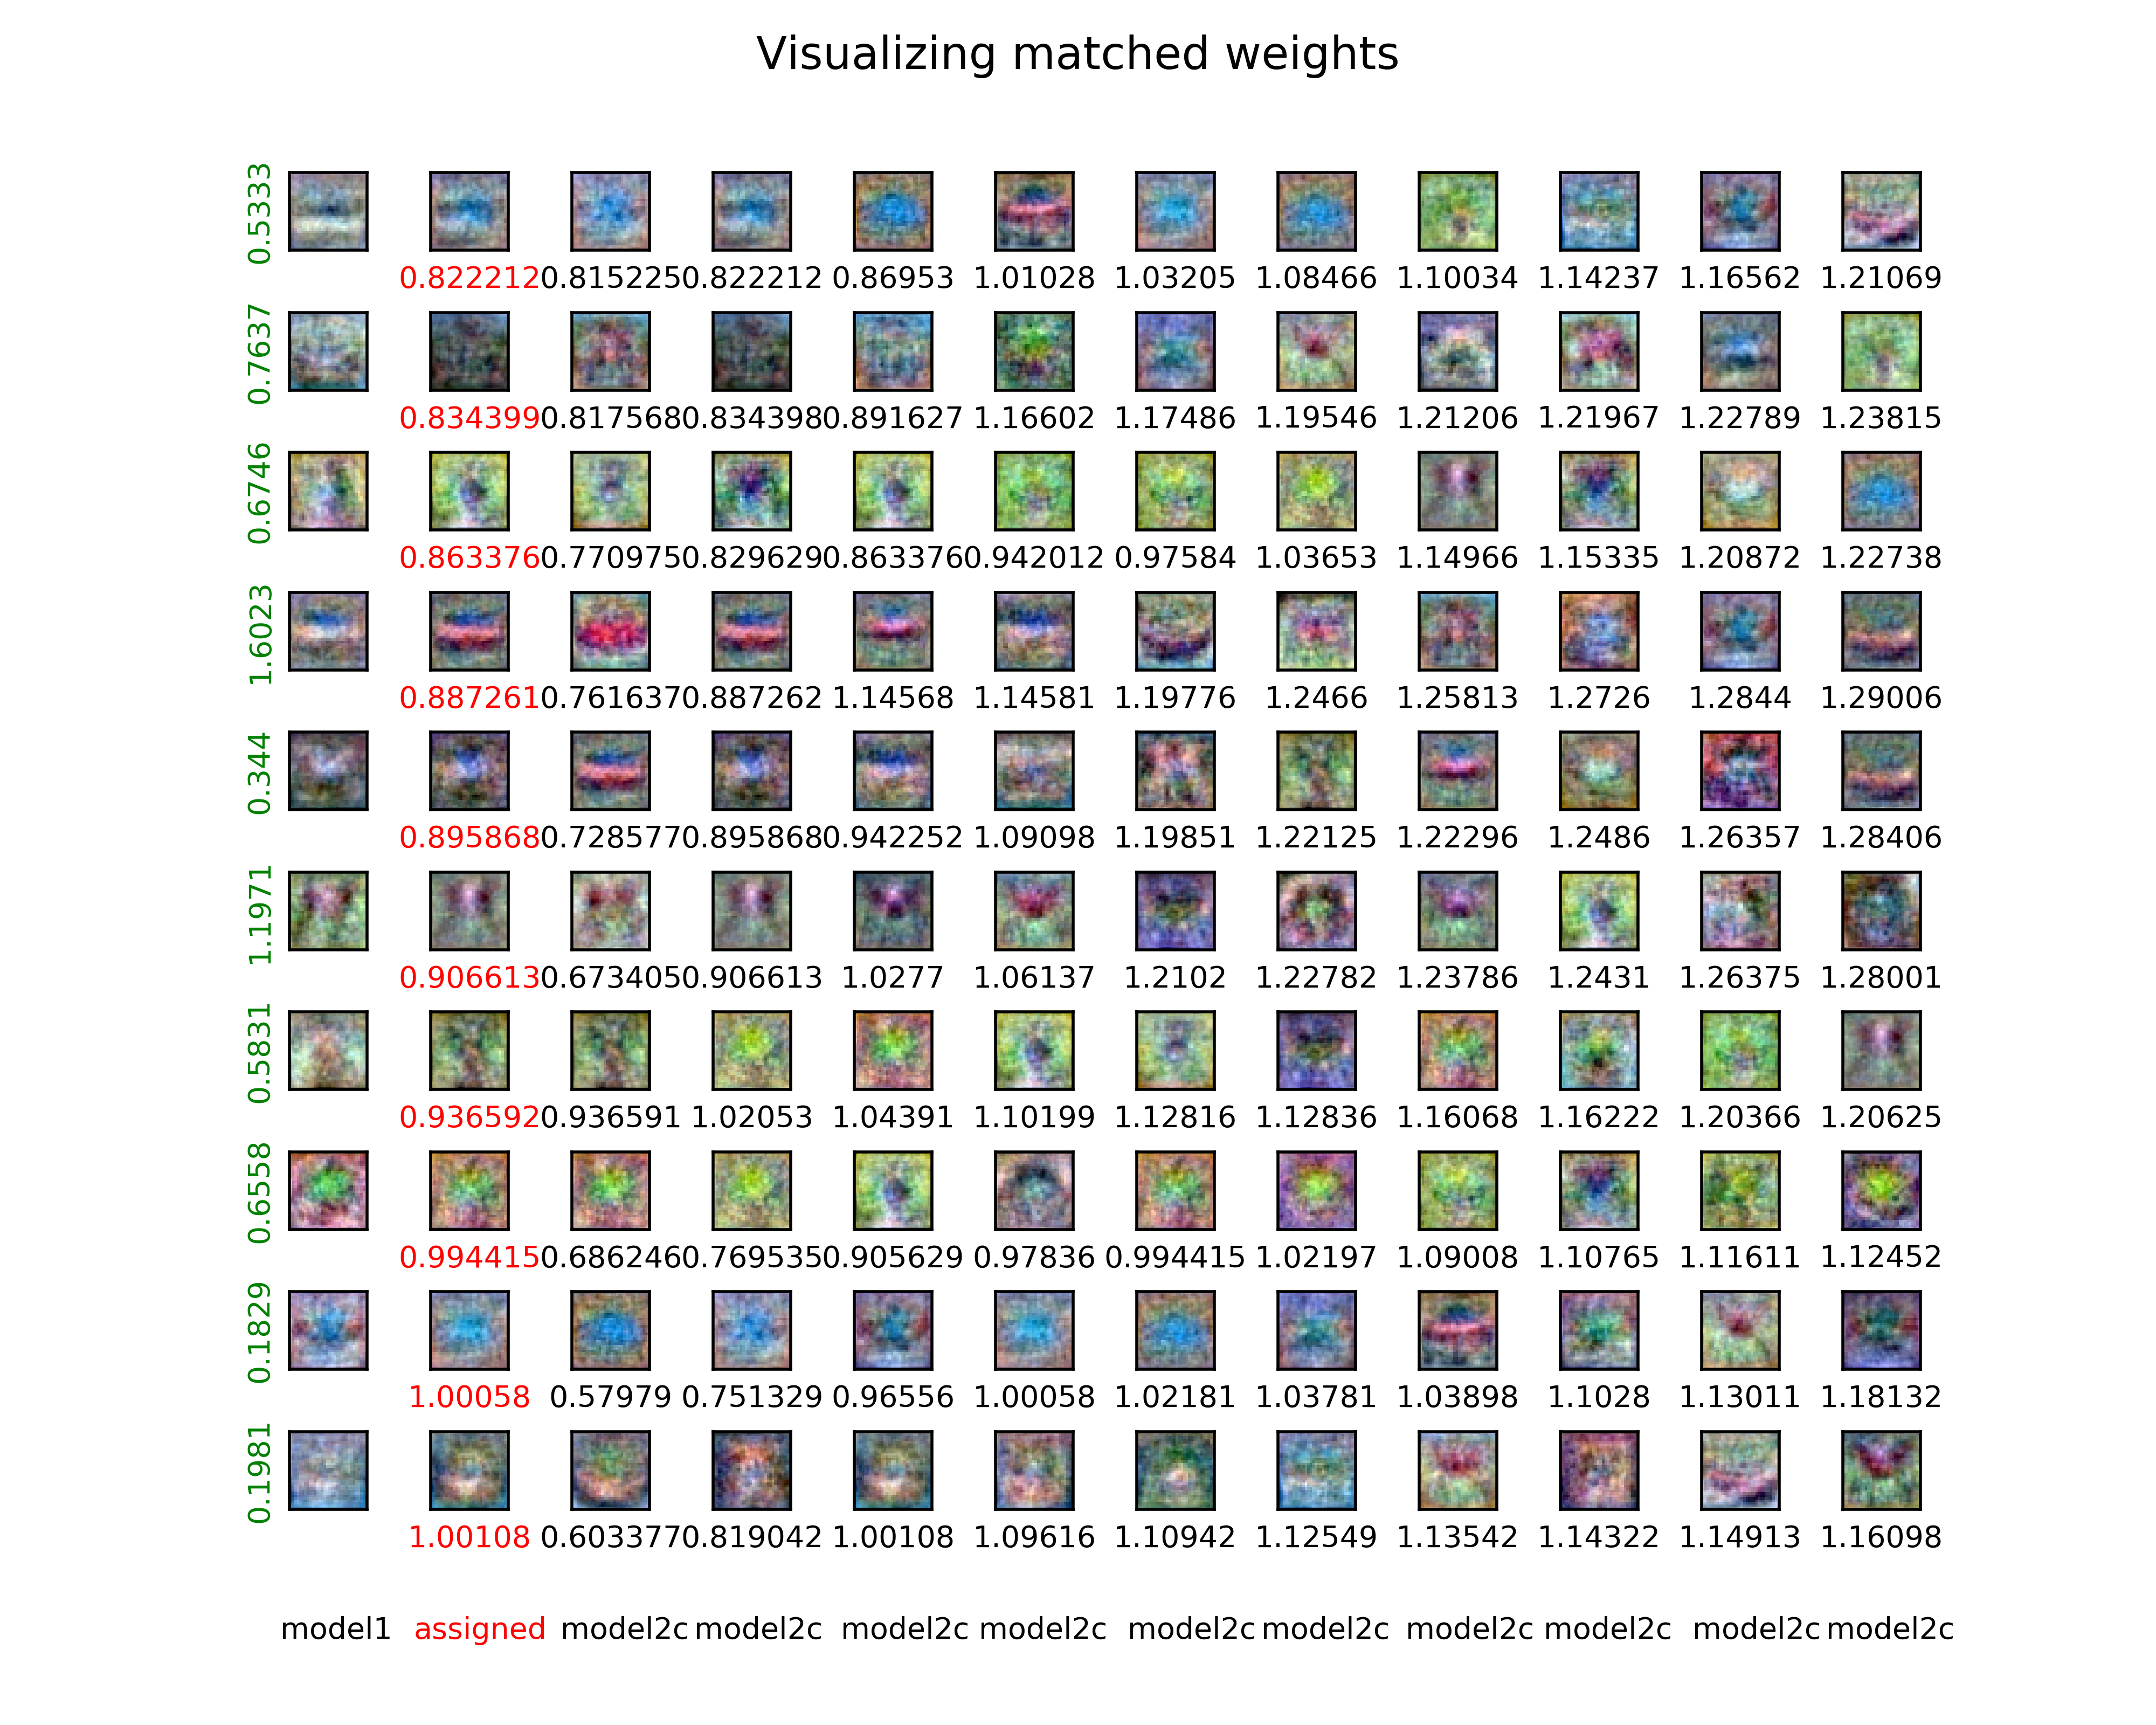 Visualizing matched weights
0.5333
0.822212 0.815225 0.822212 0.86953 1.01028 1.03205 1.08466 1.10034 1.14237 1.16562 1.21069
0.7637
0.834399 0.817568 0.834398 0.891627 1.16602 1.17486 1.19546 1.21206 1.21967 1.22789 1.23815
0.6746
0.863376 0.770975 0.829629 0.863376 0.942012 0.97584 1.03653 1.14966 1.15335 1.20872 1.22738
1.6023
0.887261 0.761637 0.887262 1.14568 1.14581 1.19776 1.2466 1.25813 1.2726 1.2844 1.29006
0.344
0.895868 0.728577 0.895868 0.942252 1.09098 1.19851 1.22125 1.22296 1.2486 1.26357 1.28406
1.1971
0.906613 0.673405 0.906613 1.0277 1.06137 1.2102 1.22782 1.23786 1.2431 1.26375 1.28001
0.5831
0.936592 0.936591 1.02053 1.04391 1.10199 1.12816 1.12836 1.16068 1.16222 1.20366 1.20625
0.6558
0.994415 0.686246 0.769535 0.905629 0.97836 0.994415 1.02197 1.09008 1.10765 1.11611 1.12452
0.1829
1.00058 0.57979 0.751329 0.96556 1.00058 1.02181 1.03781 1.03898 1.1028 1.13011 1.18132
0.1981
1.00108 0.603377 0.819042 1.00108 1.09616 1.10942 1.12549 1.13542 1.14322 1.14913 1.16098
model1 assigned model2c model2c model2c model2c model2c model2c model2c model2c model2c model2c